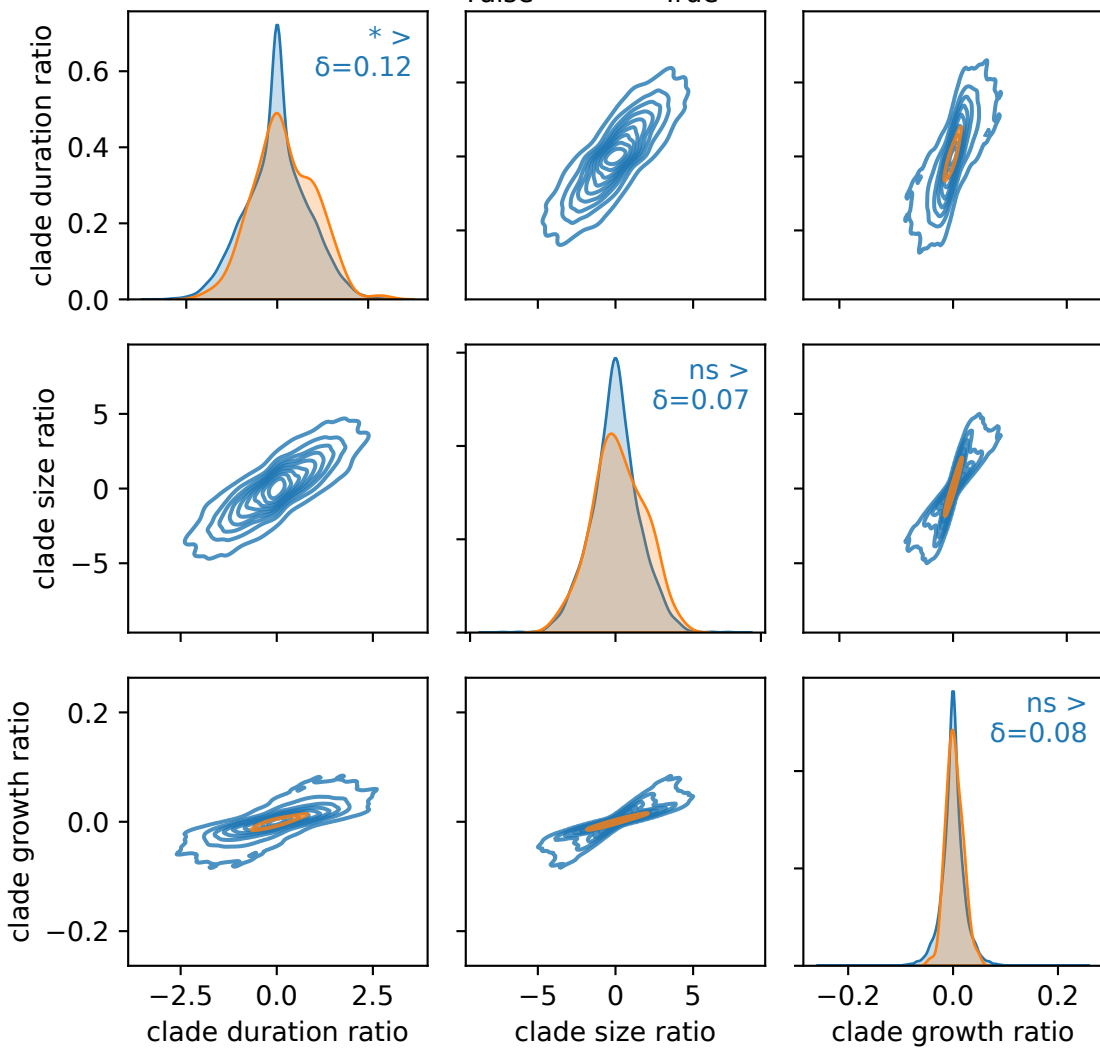 clade duration ratio
0.6
0.4
0.2
0.0
* >
δ=0.12
clade size ratio
5
0
−5
ns >
δ=0.07
clade growth ratio
0.2
0.0
−0.2
ns >
δ=0.08
−2.5 0.0 2.5
−5 0 5
−0.2 0.0 0.2
clade duration ratio
clade size ratio
clade growth ratio